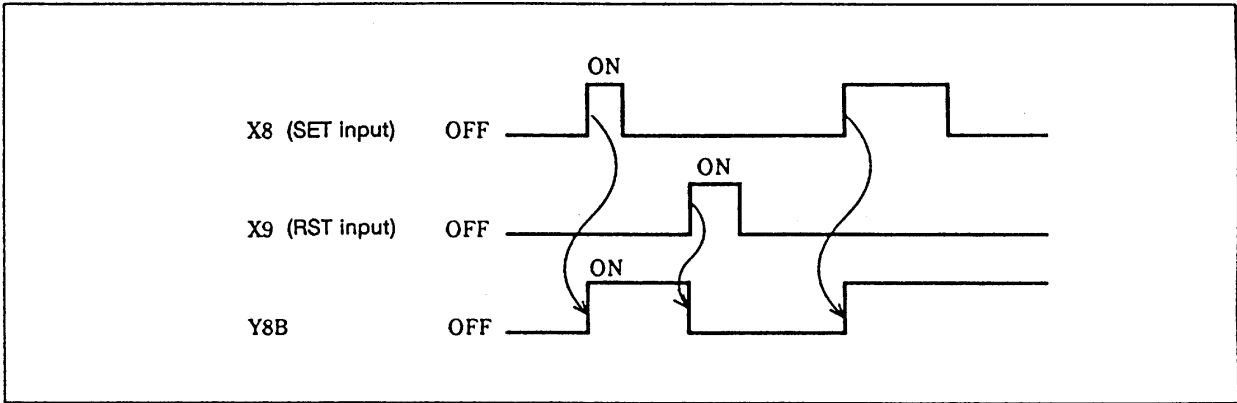 ON
X8 (SET input) OFF
ON
X9 (RST input) OFF
ON
Y8B OFF